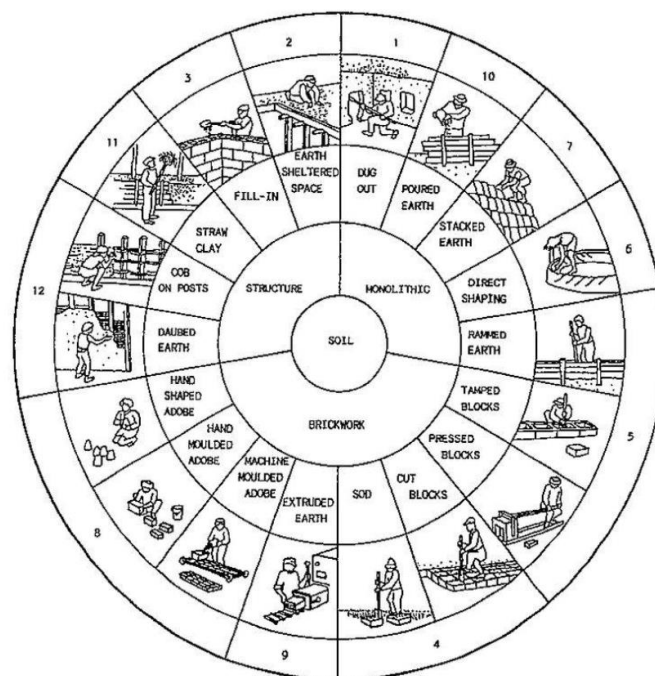 1
2
3
10
11
7
6
12
5
8
9
4
EARTH
SHELTERED
SPACE
DUG
OUT
POURED
EARTH
STACKED
EARTH
DIRECT
SHAPING
RAMMED
EARTH
TAMPED
BLOCKS
PRESSED
BLOCKS
CUT
BLOCKS
SOD
EXTRUDED
EARTH
MACHINE
MOULDED
ADOBE
HAND
MOULDED
ADOBE
HAND
SHAPED
ADOBE
DAUBED
EARTH
COB
ON POSTS
STRAW
CLAY
FILL-IN
STRUCTURE
MONOLITHIC
SOIL
BRICKWORK